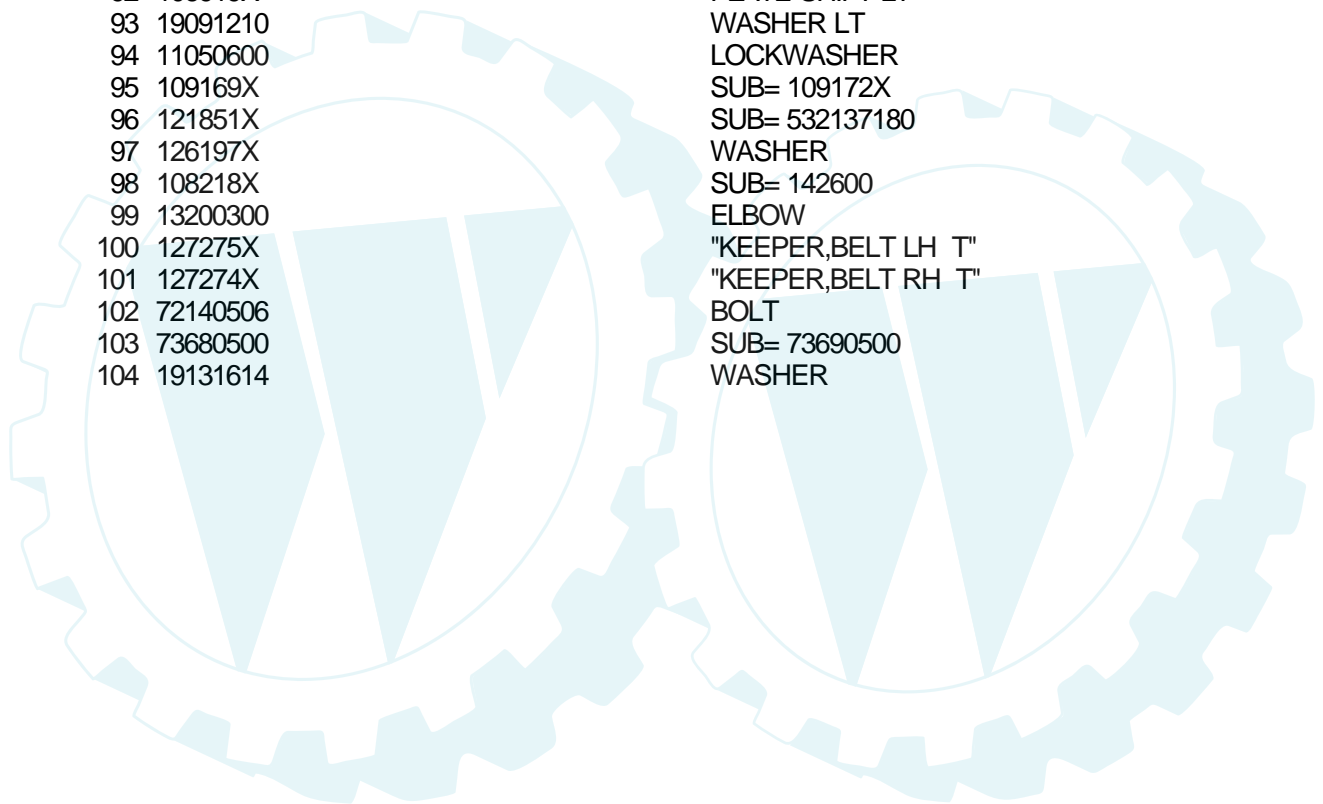 93 19091210 WASHER LT
94 11050600 LOCKWASHER
95 109169X SUB= 109172X
96 121851X SUB= 532137180
97 126197X WASHER
98 108218X SUB= 142600
99 13200300 ELBOW
100 127275X "KEEPER,BELT LH T"
101 127274X "KEEPER,BELT RH T"
102 72140506 BOLT
103 73680500 SUB= 73690500
104 19131614 WASHER